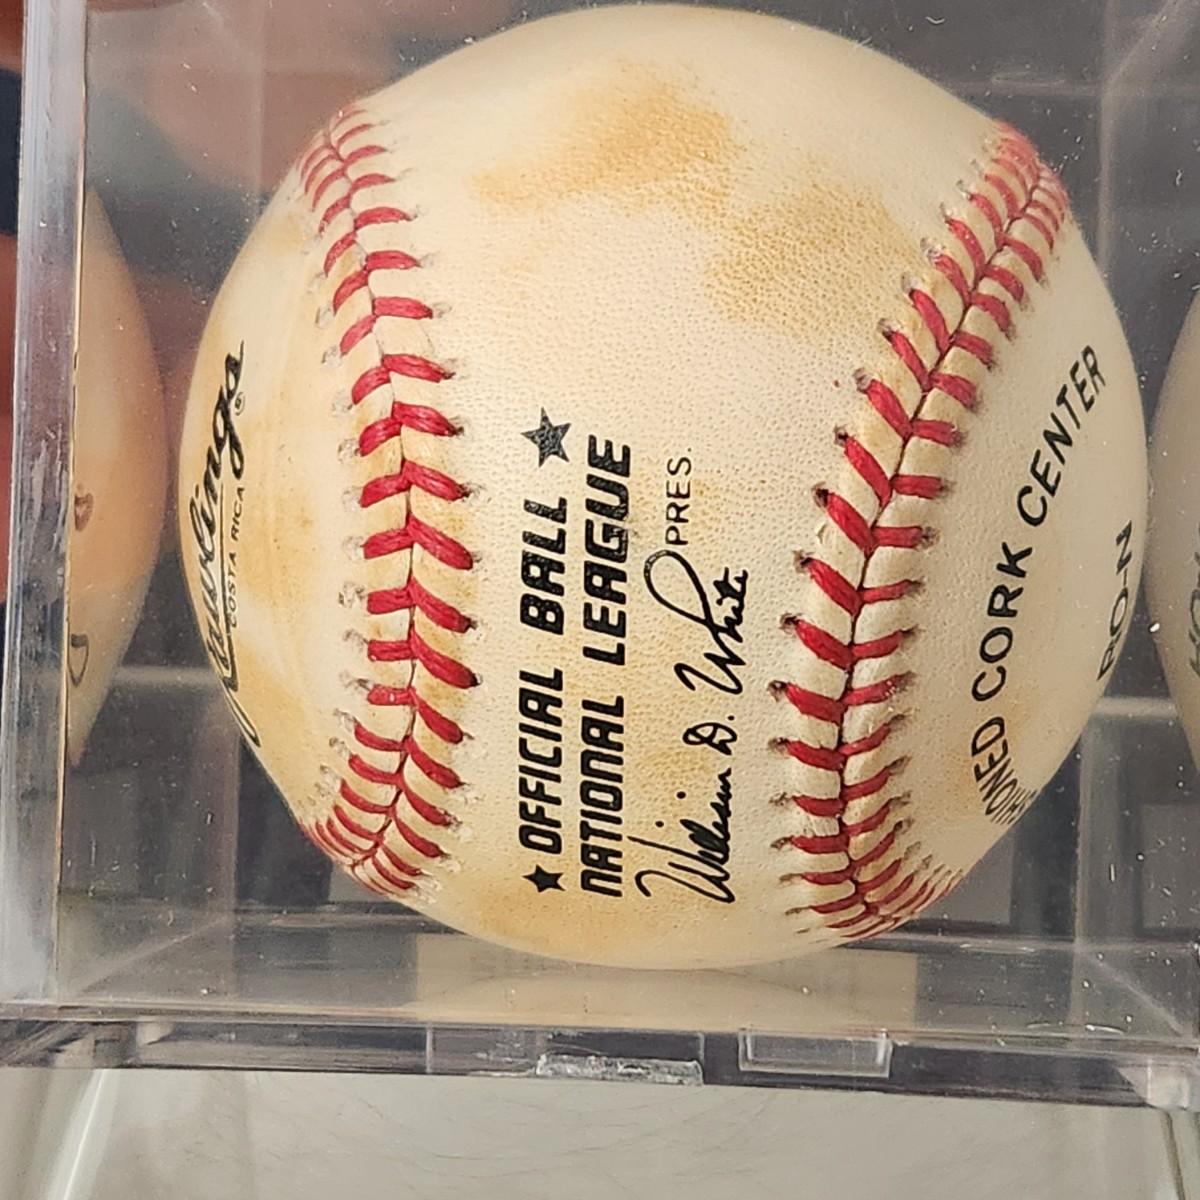 Rawlings®
COSTA RICA
★ OFFICIAL BALL ★
NATIONAL LEAGUE
William D. White PRES.
CORK CENTER
RO-N